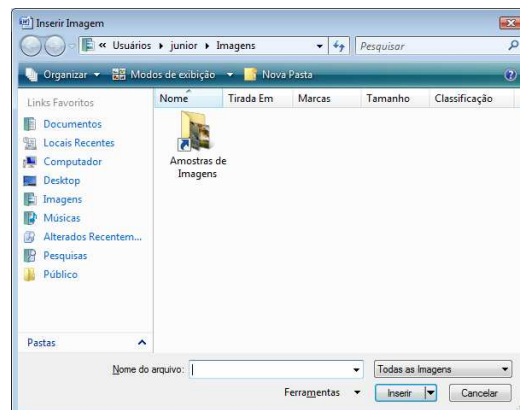 Inserir Imagem
« Usuários ▸ junior ▸ Imagens
Pesquisar
Organizar
Modos de exibição
Nova Pasta
Links Favoritos
Nome
Tirada Em
Marcas
Tamanho
Classificação
Documentos
Locais Recentes
Computador
Desktop
Imagens
Músicas
Alterados Recentem...
Pesquisas
Público
Amostras de
Imagens
Pastas
Nome do arquivo:
Todas as Imagens
Ferramentas
Inserir
Cancelar